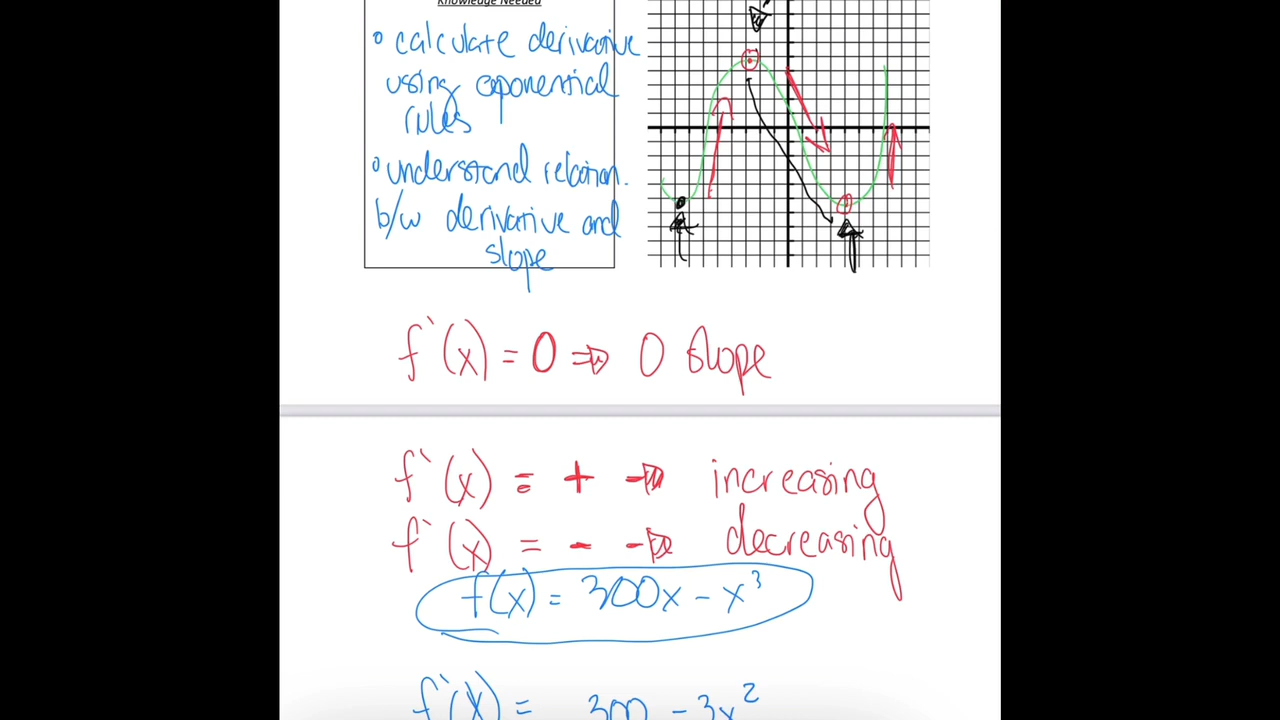 Knowledge Needed
° calculate derivative
using exponential
rules
° understand relation.
b/w derivative and
slope
f`(x) = 0 ⇒ 0 slope
f`(x) = + → increasing
f`(x) = - → decreasing
f(x) = 300x - x³
f`(x) = 300 - 3x²